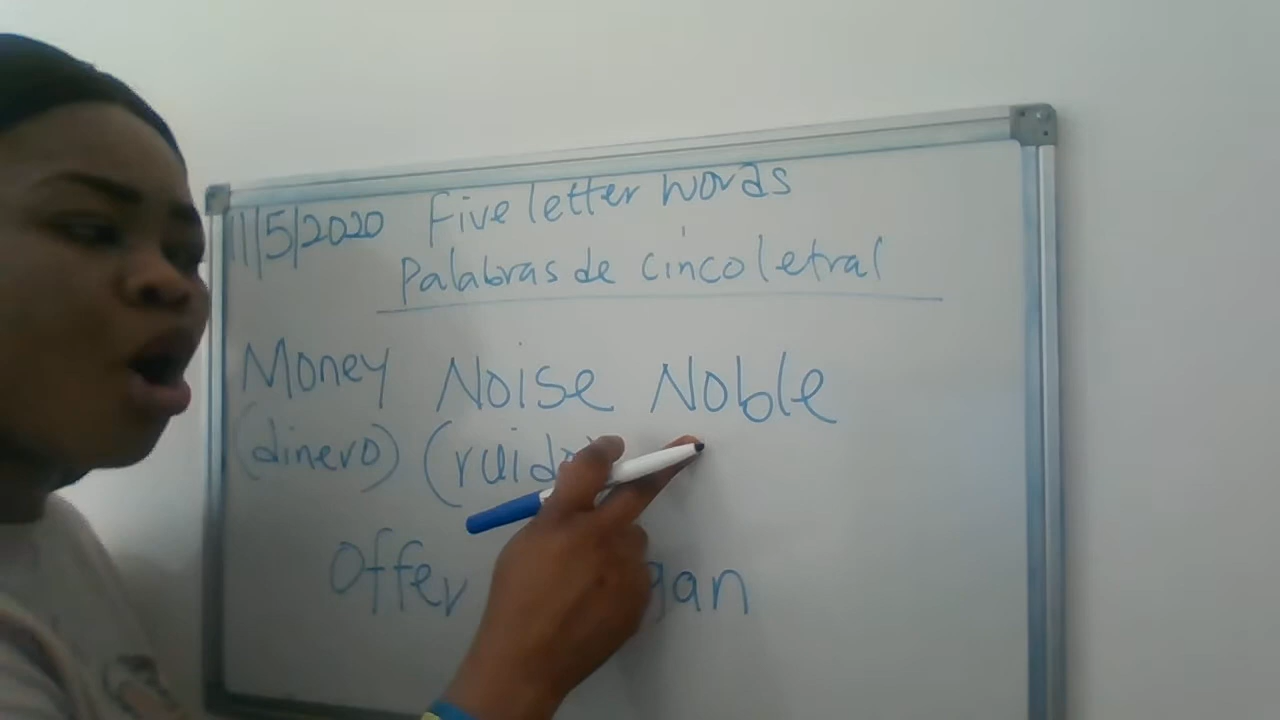 11/5/2020 Five letter words
Palabras de cinco letral
Money Noise Noble
(dinero) (ruido)
Offer gan